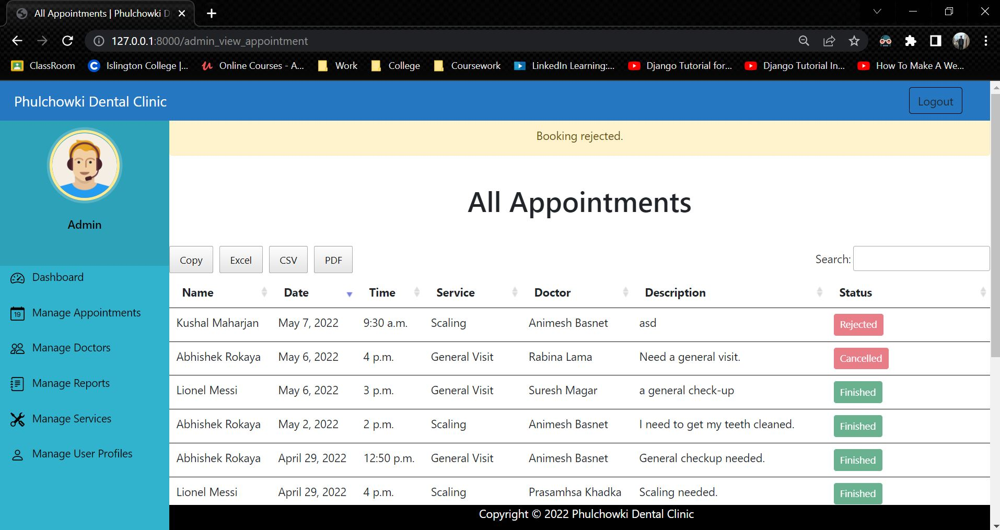 All Appointments | Phulchowki D
127.0.0.1:8000/admin_view_appointment
ClassRoom Islington College |... Online Courses - A... Work College Coursework LinkedIn Learning:... Django Tutorial for... Django Tutorial In... How To Make A We...
Phulchowki Dental Clinic Logout
Booking rejected.
Admin
Dashboard
19 Manage Appointments
Manage Doctors
Manage Reports
Manage Services
Manage User Profiles
All Appointments
Copy Excel CSV PDF Search:
Name Date Time Service Doctor Description Status
Kushal Maharjan May 7, 2022 9:30 a.m. Scaling Animesh Basnet asd Rejected
Abhishek Rokaya May 6, 2022 4 p.m. General Visit Rabina Lama Need a general visit. Cancelled
Lionel Messi May 6, 2022 3 p.m. General Visit Suresh Magar a general check-up Finished
Abhishek Rokaya May 2, 2022 2 p.m. Scaling Animesh Basnet I need to get my teeth cleaned. Finished
Abhishek Rokaya April 29, 2022 12:50 p.m. General Visit Animesh Basnet General checkup needed. Finished
Lionel Messi April 29, 2022 4 p.m. Scaling Prasamhsa Khadka Scaling needed. Finished
Copyright © 2022 Phulchowki Dental Clinic